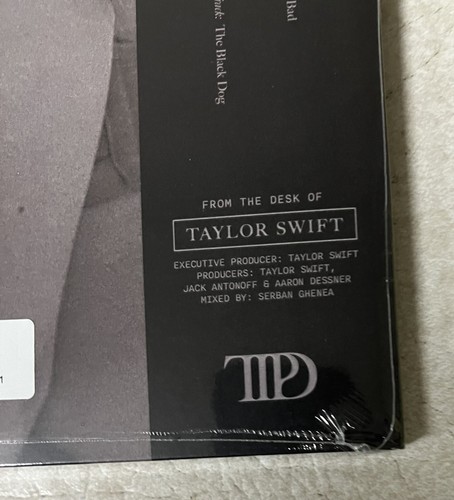 Bad
The Black Dog
FROM THE DESK OF
TAYLOR SWIFT
EXECUTIVE PRODUCER: TAYLOR SWIFT
PRODUCERS: TAYLOR SWIFT,
JACK ANTONOFF & AARON DESSNER
MIXED BY: SERBAN GHENEA
TTPD